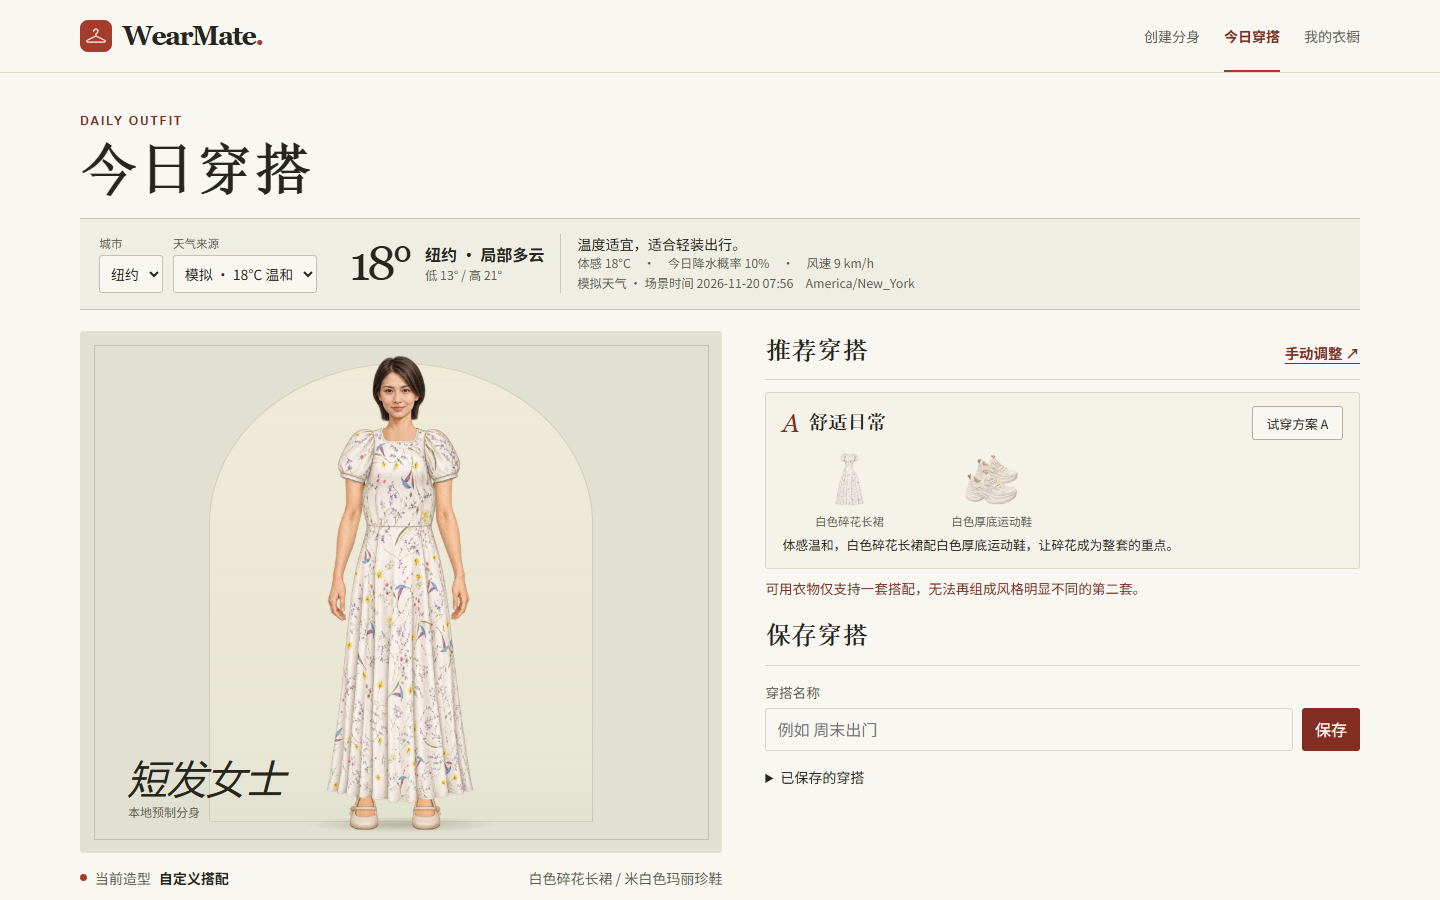 WearMate.
创建分身
今日穿搭
我的衣橱
DAILY OUTFIT
今日穿搭
城市
天气来源
纽约
模拟 · 18°C 温和
18°
纽约 · 局部多云
低 13° / 高 21°
温度适宜，适合轻装出行。
体感 18°C · 今日降水概率 10% · 风速 9 km/h
模拟天气 · 场景时间 2026-11-20 07:56 America/New_York
短发女士
本地预制分身
当前造型 自定义搭配
白色碎花长裙 / 米白色玛丽珍鞋
推荐穿搭
手动调整 ↗
A 舒适日常
试穿方案 A
白色碎花长裙
白色厚底运动鞋
体感温和，白色碎花长裙配白色厚底运动鞋，让碎花成为整套的重点。
可用衣物仅支持一套搭配，无法再组成风格明显不同的第二套。
保存穿搭
穿搭名称
例如 周末出门
保存
▶ 已保存的穿搭